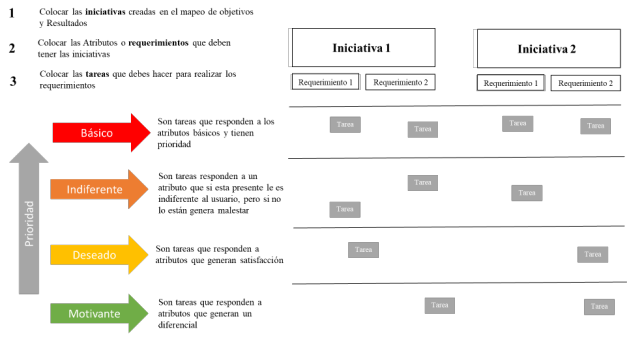 1 Colocar las iniciativas creadas en el mapeo de objetivos
y Resultados
2 Colocar las Atributos o requerimientos que deben
tener las iniciativas
3 Colocar las tareas que debes hacer para realizar los
requerimientos
Iniciativa 1
Iniciativa 2
Requerimiento 1
Requerimiento 2
Requerimiento 1
Requerimiento 2
Prioridad
Básico
Son tareas que responden a los
atributos básicos y tienen
prioridad
Tarea
Tarea
Tarea
Tarea
Indiferente
Son tareas responden a un
atributo que si esta presente le es
indiferente al usuario, pero si no
lo están genera malestar
Tarea
Tarea
Tarea
Deseado
Son tareas que responden a
atributos que generan satisfacción
Tarea
Tarea
Motivante
Son tareas que responden a
atributos que generan un
diferencial
Tarea
Tarea